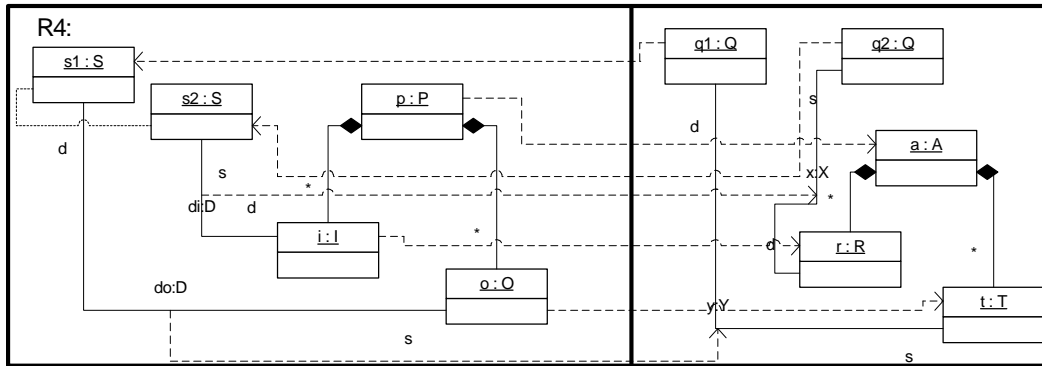 R4:
s1 : S
q1 : Q
q2 : Q
s2 : S
p : P
s
d
a : A
d
s
*
x:X
*
di:D
d
i : I
*
d
r : R
*
o : O
do:D
y:Y
t : T
s
s